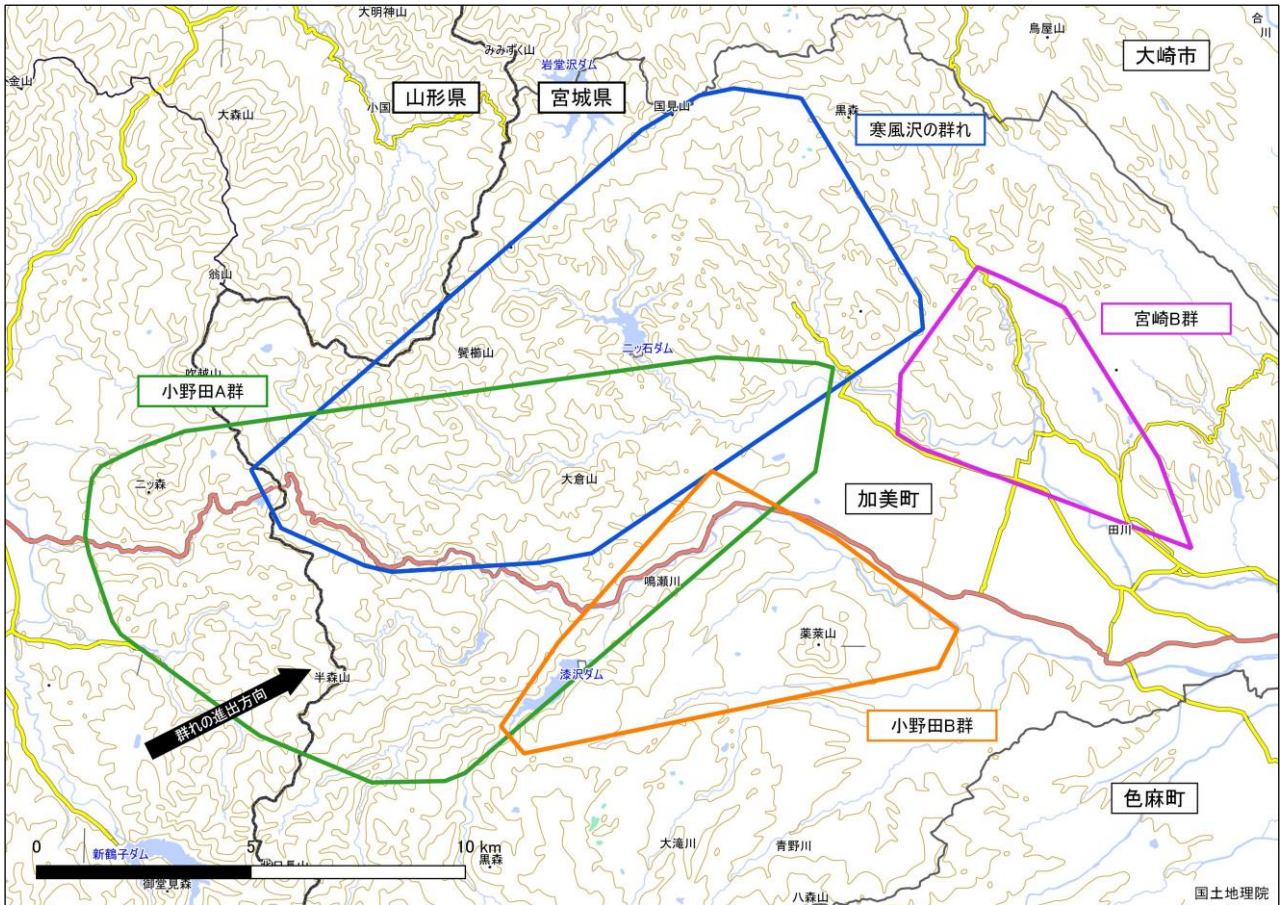 大明神山
合川
鳥屋山
みみずく山
大崎市
岩堂沢ダム
金山
山形県
宮城県
小国
国見山
黒森
大森山
寒風沢の群れ
翁山
宮崎B群
鬢櫛山
二ッ石ダム
吹越山
小野田A群
二ッ森
大倉山
加美町
田川
鳴瀬川
薬莱山
半森山
漆沢ダム
群れの進出方向
小野田B群
色麻町
0
5
10 km
新鶴子ダム
御堂見森
黒森
大滝川
青野川
八森山
国土地理院